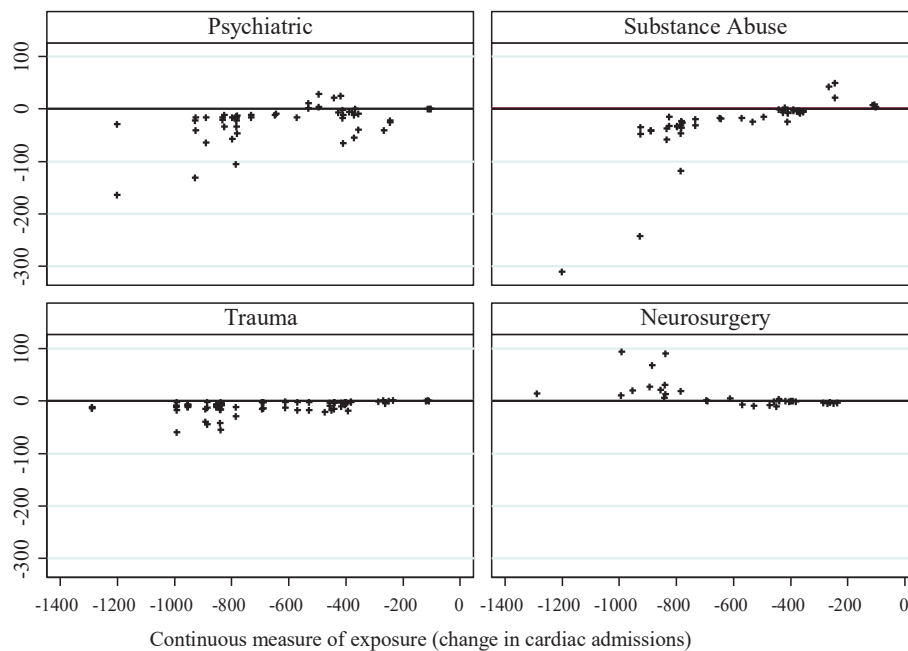 Psychiatric
Substance Abuse
100
0
-100
-200
-300
Trauma
Neurosurgery
100
0
-100
-200
-300
-1400 -1200 -1000 -800 -600 -400 -200 0
-1400 -1200 -1000 -800 -600 -400 -200 0
Continuous measure of exposure (change in cardiac admissions)